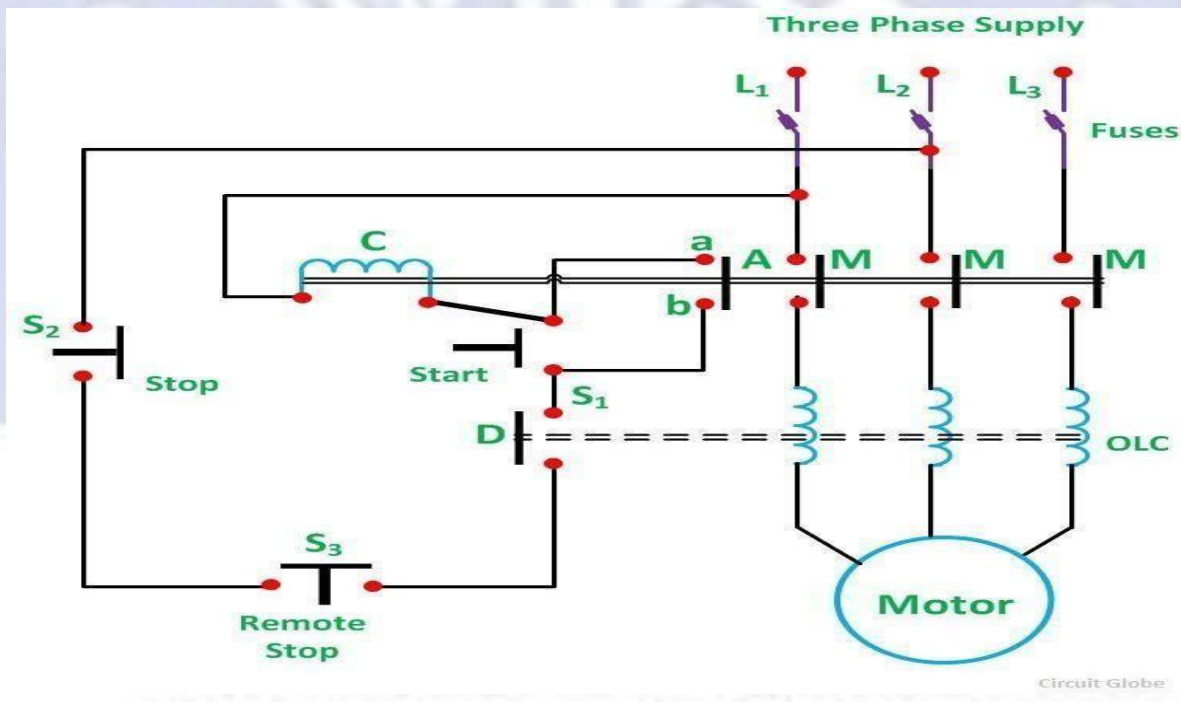 Three Phase Supply
L₁
L₂
L₃
Fuses
C
a
A
M
M
M
b
S₂
Stop
Start
S₁
D
OLC
S₃
Remote
Stop
Motor
Circuit Globe